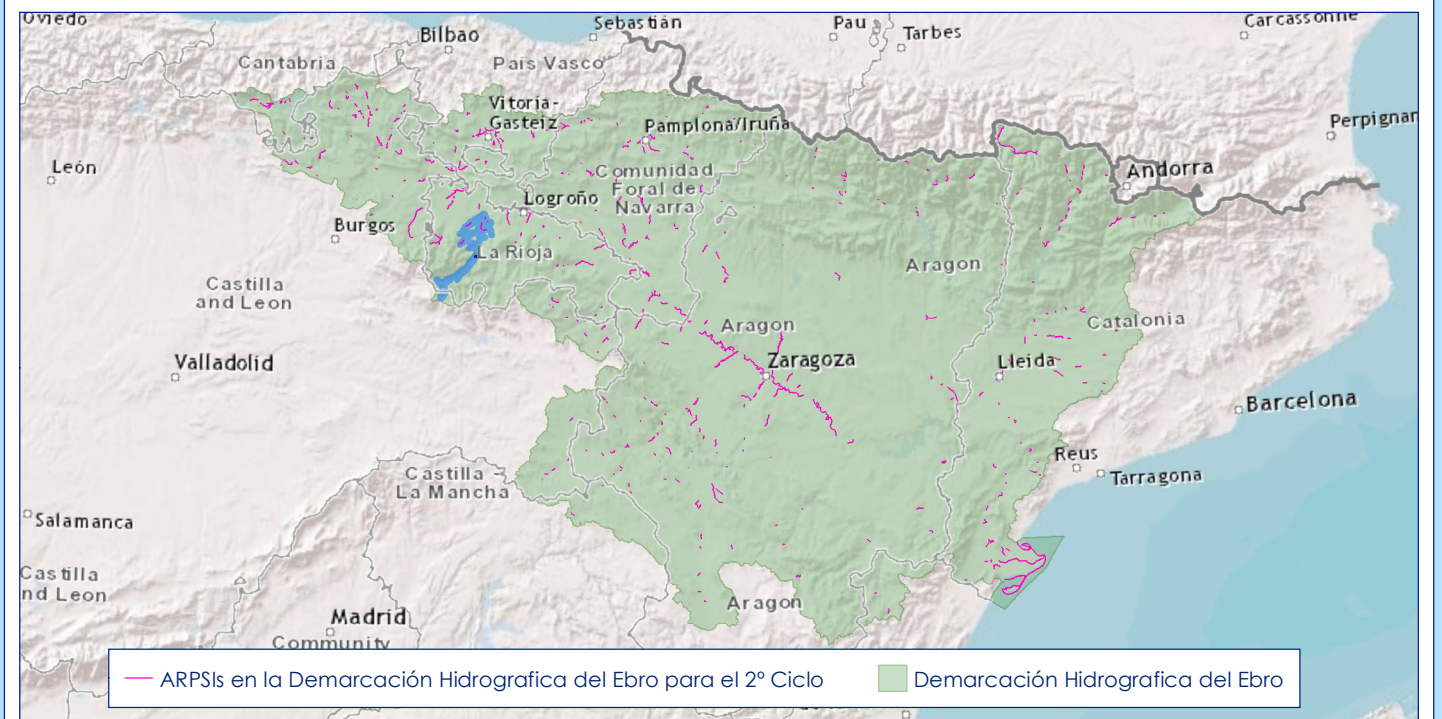 Oviedo
Sebastián
Pau
Tarbes
Carcassonne
Bilbao
Cantabria
País Vasco
Vitoria-
Gasteiz
Pamplona/Iruña
Perpignan
León
Comunidad
Foral de
Navarra
Andorra
Logroño
Burgos
La Rioja
Aragon
Castilla
and Leon
Aragon
Catalonia
Valladolid
Zaragoza
Lleida
Barcelona
Reus
Tarragona
Castilla -
La Mancha
Salamanca
Castilla
nd Leon
Aragon
Madrid
Community
ARPSIs en la Demarcación Hidrografica del Ebro para el 2º Ciclo
Demarcación Hidrografica del Ebro